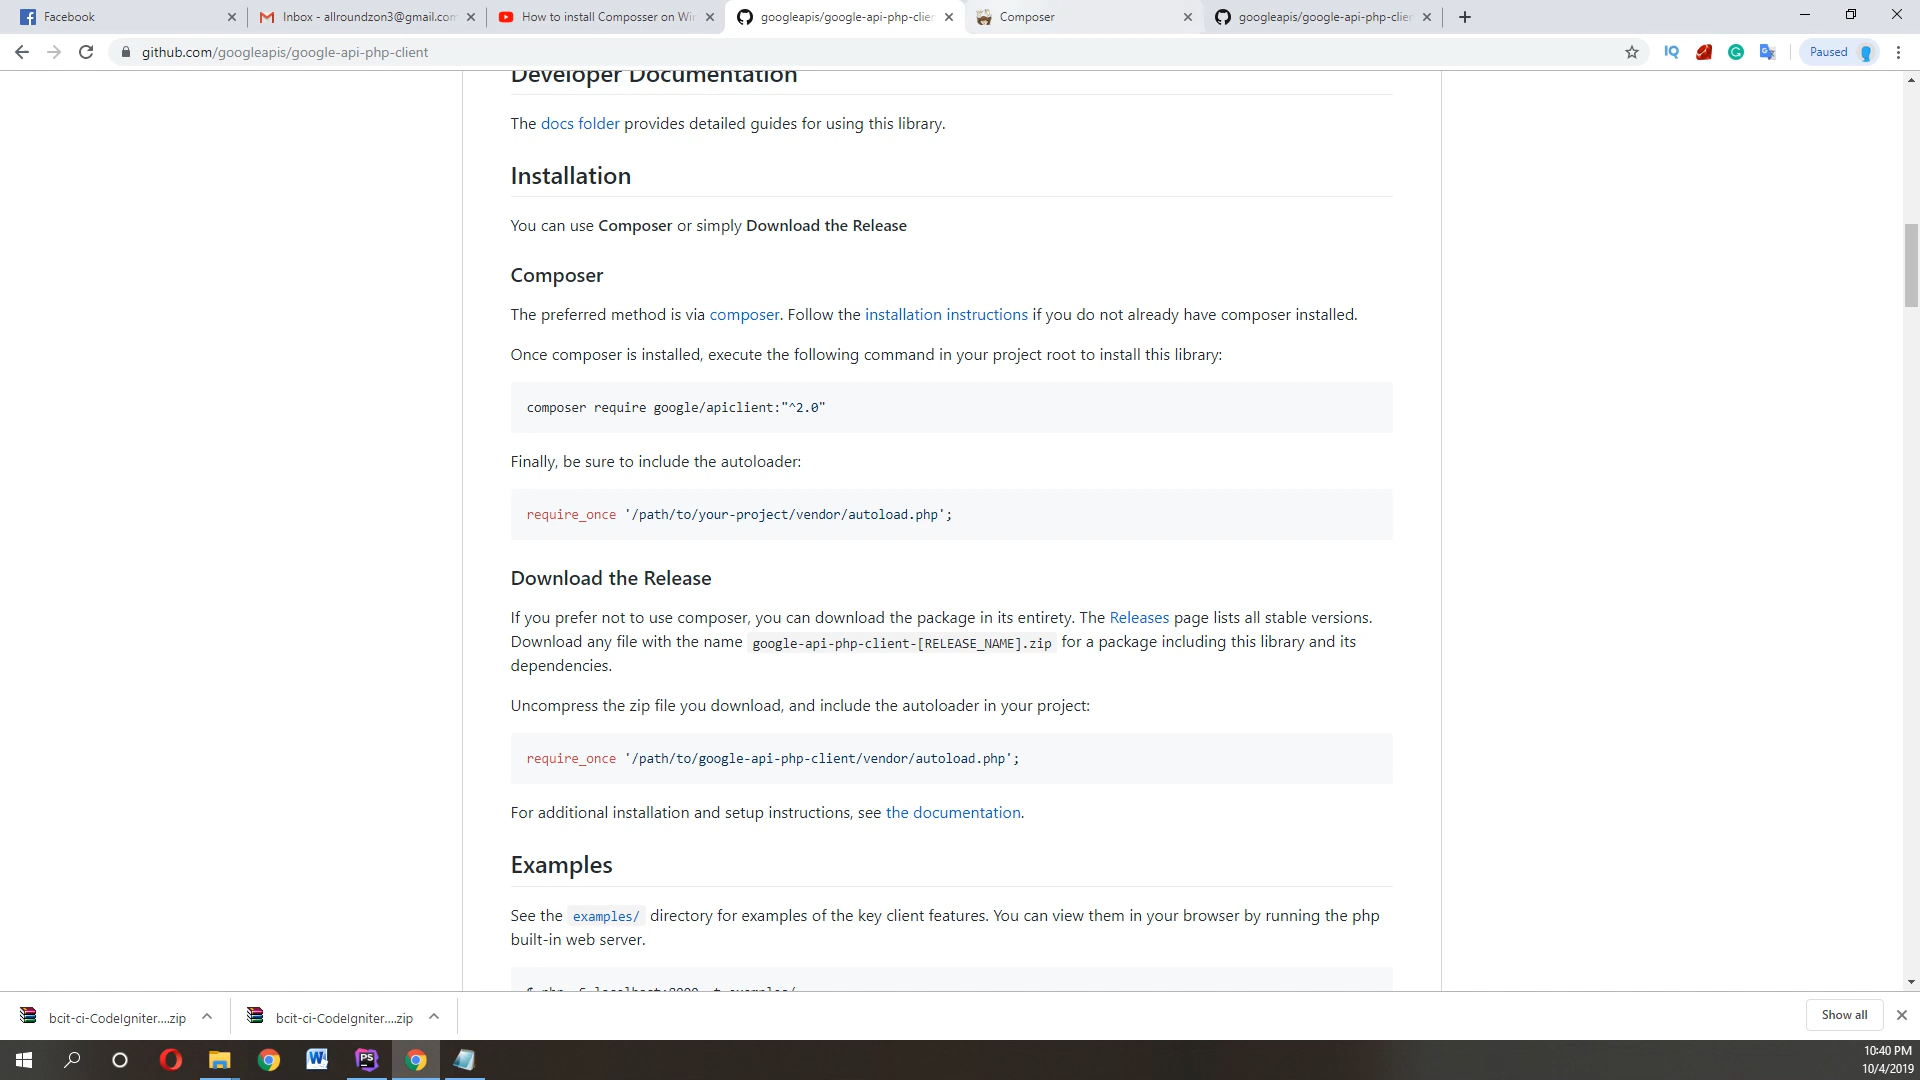 Facebook
Inbox - allroundzon3@gmail.com
How to install Composser on Win
googleapis/google-api-php-clien
Composer
googleapis/google-api-php-clien
github.com/googleapis/google-api-php-client
IQ
Paused
Developer Documentation
The docs folder provides detailed guides for using this library.
Installation
You can use Composer or simply Download the Release
Composer
The preferred method is via composer. Follow the installation instructions if you do not already have composer installed.
Once composer is installed, execute the following command in your project root to install this library:
composer require google/apiclient:"^2.0"
Finally, be sure to include the autoloader:
require_once '/path/to/your-project/vendor/autoload.php';
Download the Release
If you prefer not to use composer, you can download the package in its entirety. The Releases page lists all stable versions.
Download any file with the name google-api-php-client-[RELEASE_NAME].zip for a package including this library and its
dependencies.
Uncompress the zip file you download, and include the autoloader in your project:
require_once '/path/to/google-api-php-client/vendor/autoload.php';
For additional installation and setup instructions, see the documentation.
Examples
See the examples/ directory for examples of the key client features. You can view them in your browser by running the php
built-in web server.
$ php -S localhost:8000 -t examples/
bcit-ci-CodeIgniter....zip
bcit-ci-CodeIgniter....zip
Show all
10:40 PM
10/4/2019